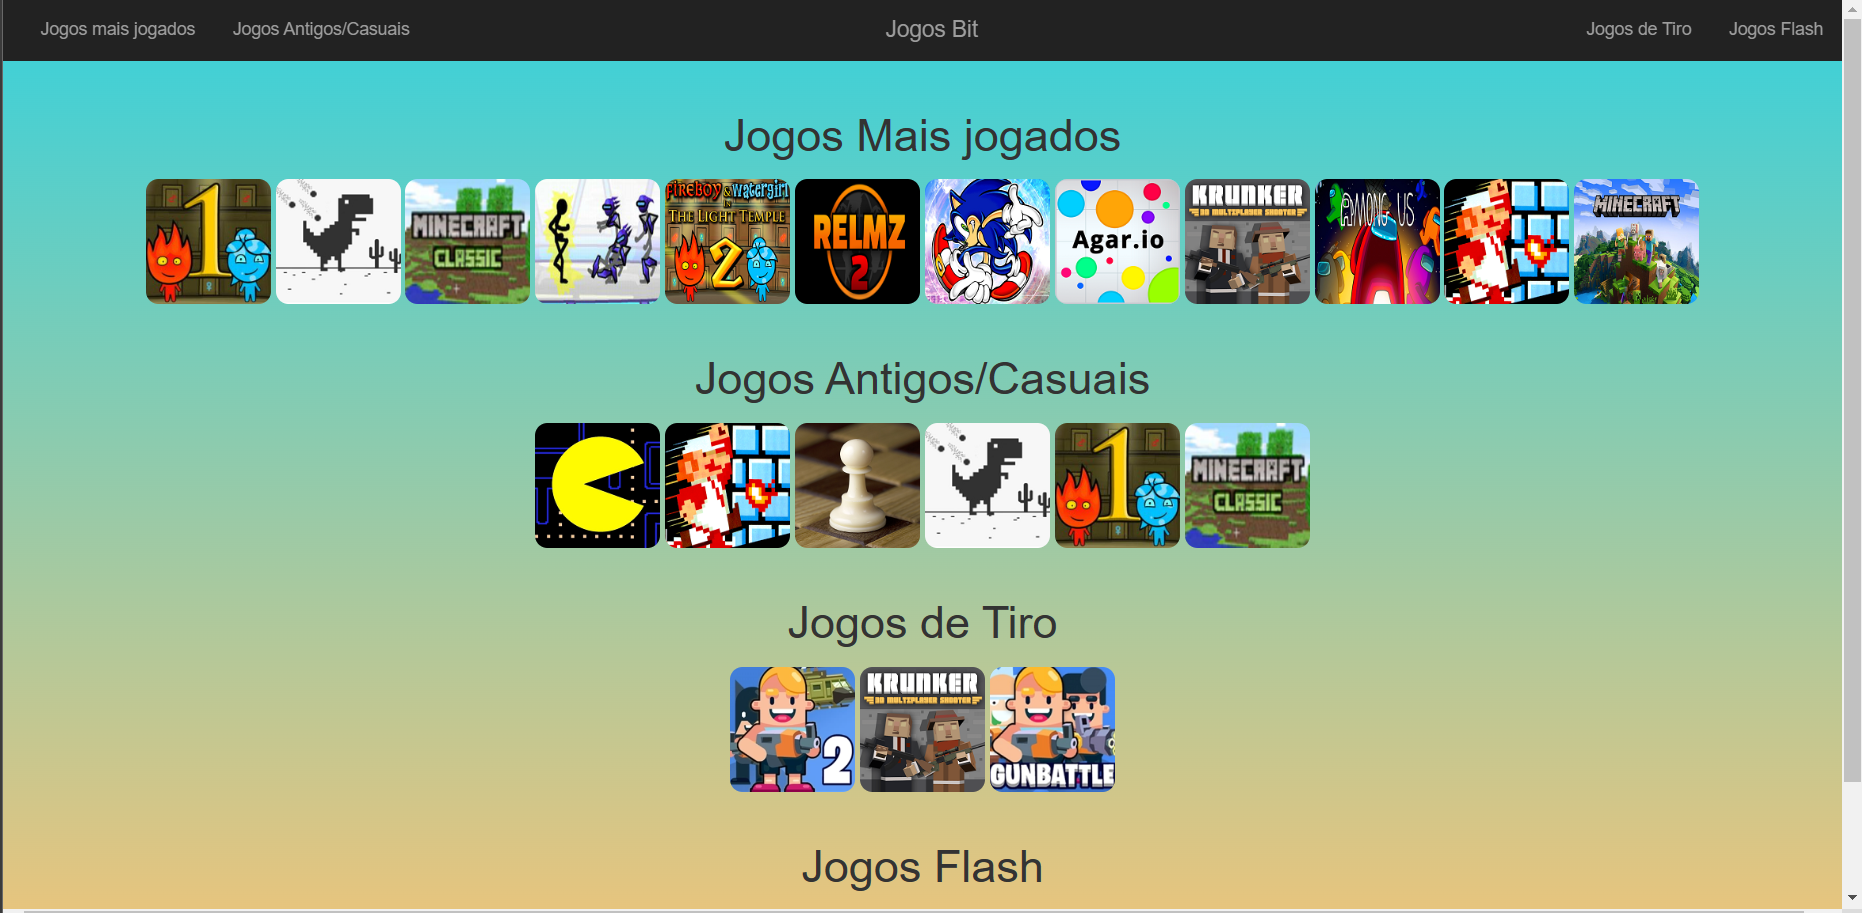 Jogos mais jogados
Jogos Antigos/Casuais
Jogos Bit
Jogos de Tiro
Jogos Flash
Jogos Mais jogados
1
MINECRAFT
CLASSIC
FIREBOY & WATERGIRL
IN
THE LIGHT TEMPLE
2
RELMZ
2
Agar.io
KRUNKER
3D MULTIPLAYER SHOOTER
AMONG US
MINECRAFT
Jogos Antigos/Casuais
1
MINECRAFT
CLASSIC
Jogos de Tiro
2
KRUNKER
3D MULTIPLAYER SHOOTER
GUNBATTLE
Jogos Flash